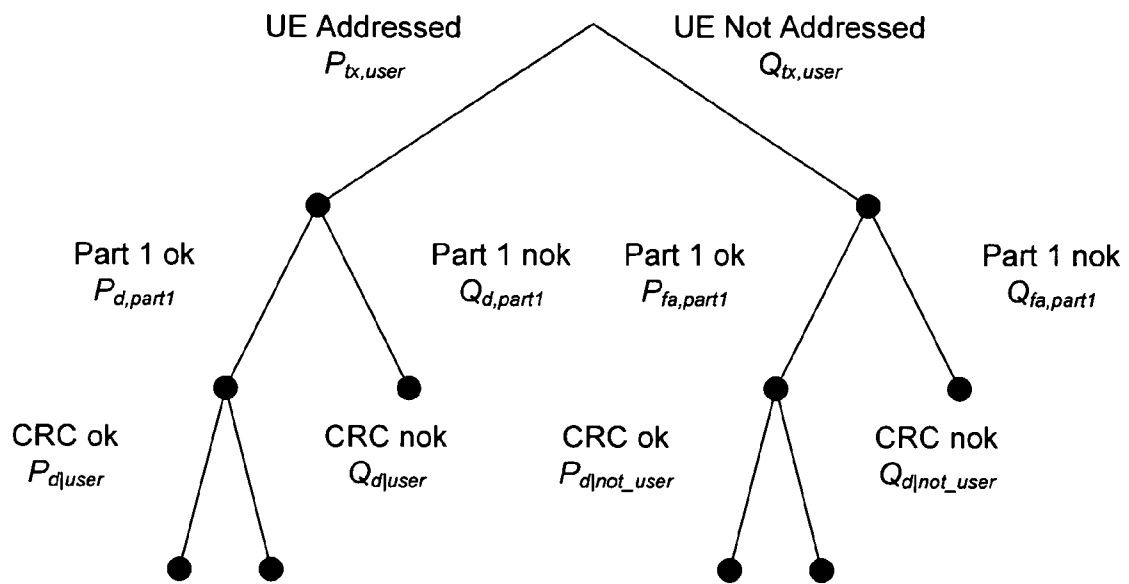 UE Addressed
P_tx,user
UE Not Addressed
Q_tx,user
Part 1 ok
P_d,part1
Part 1 nok
Q_d,part1
Part 1 ok
P_fa,part1
Part 1 nok
Q_fa,part1
CRC ok
P_d|user
CRC nok
Q_d|user
CRC ok
P_d|not_user
CRC nok
Q_d|not_user